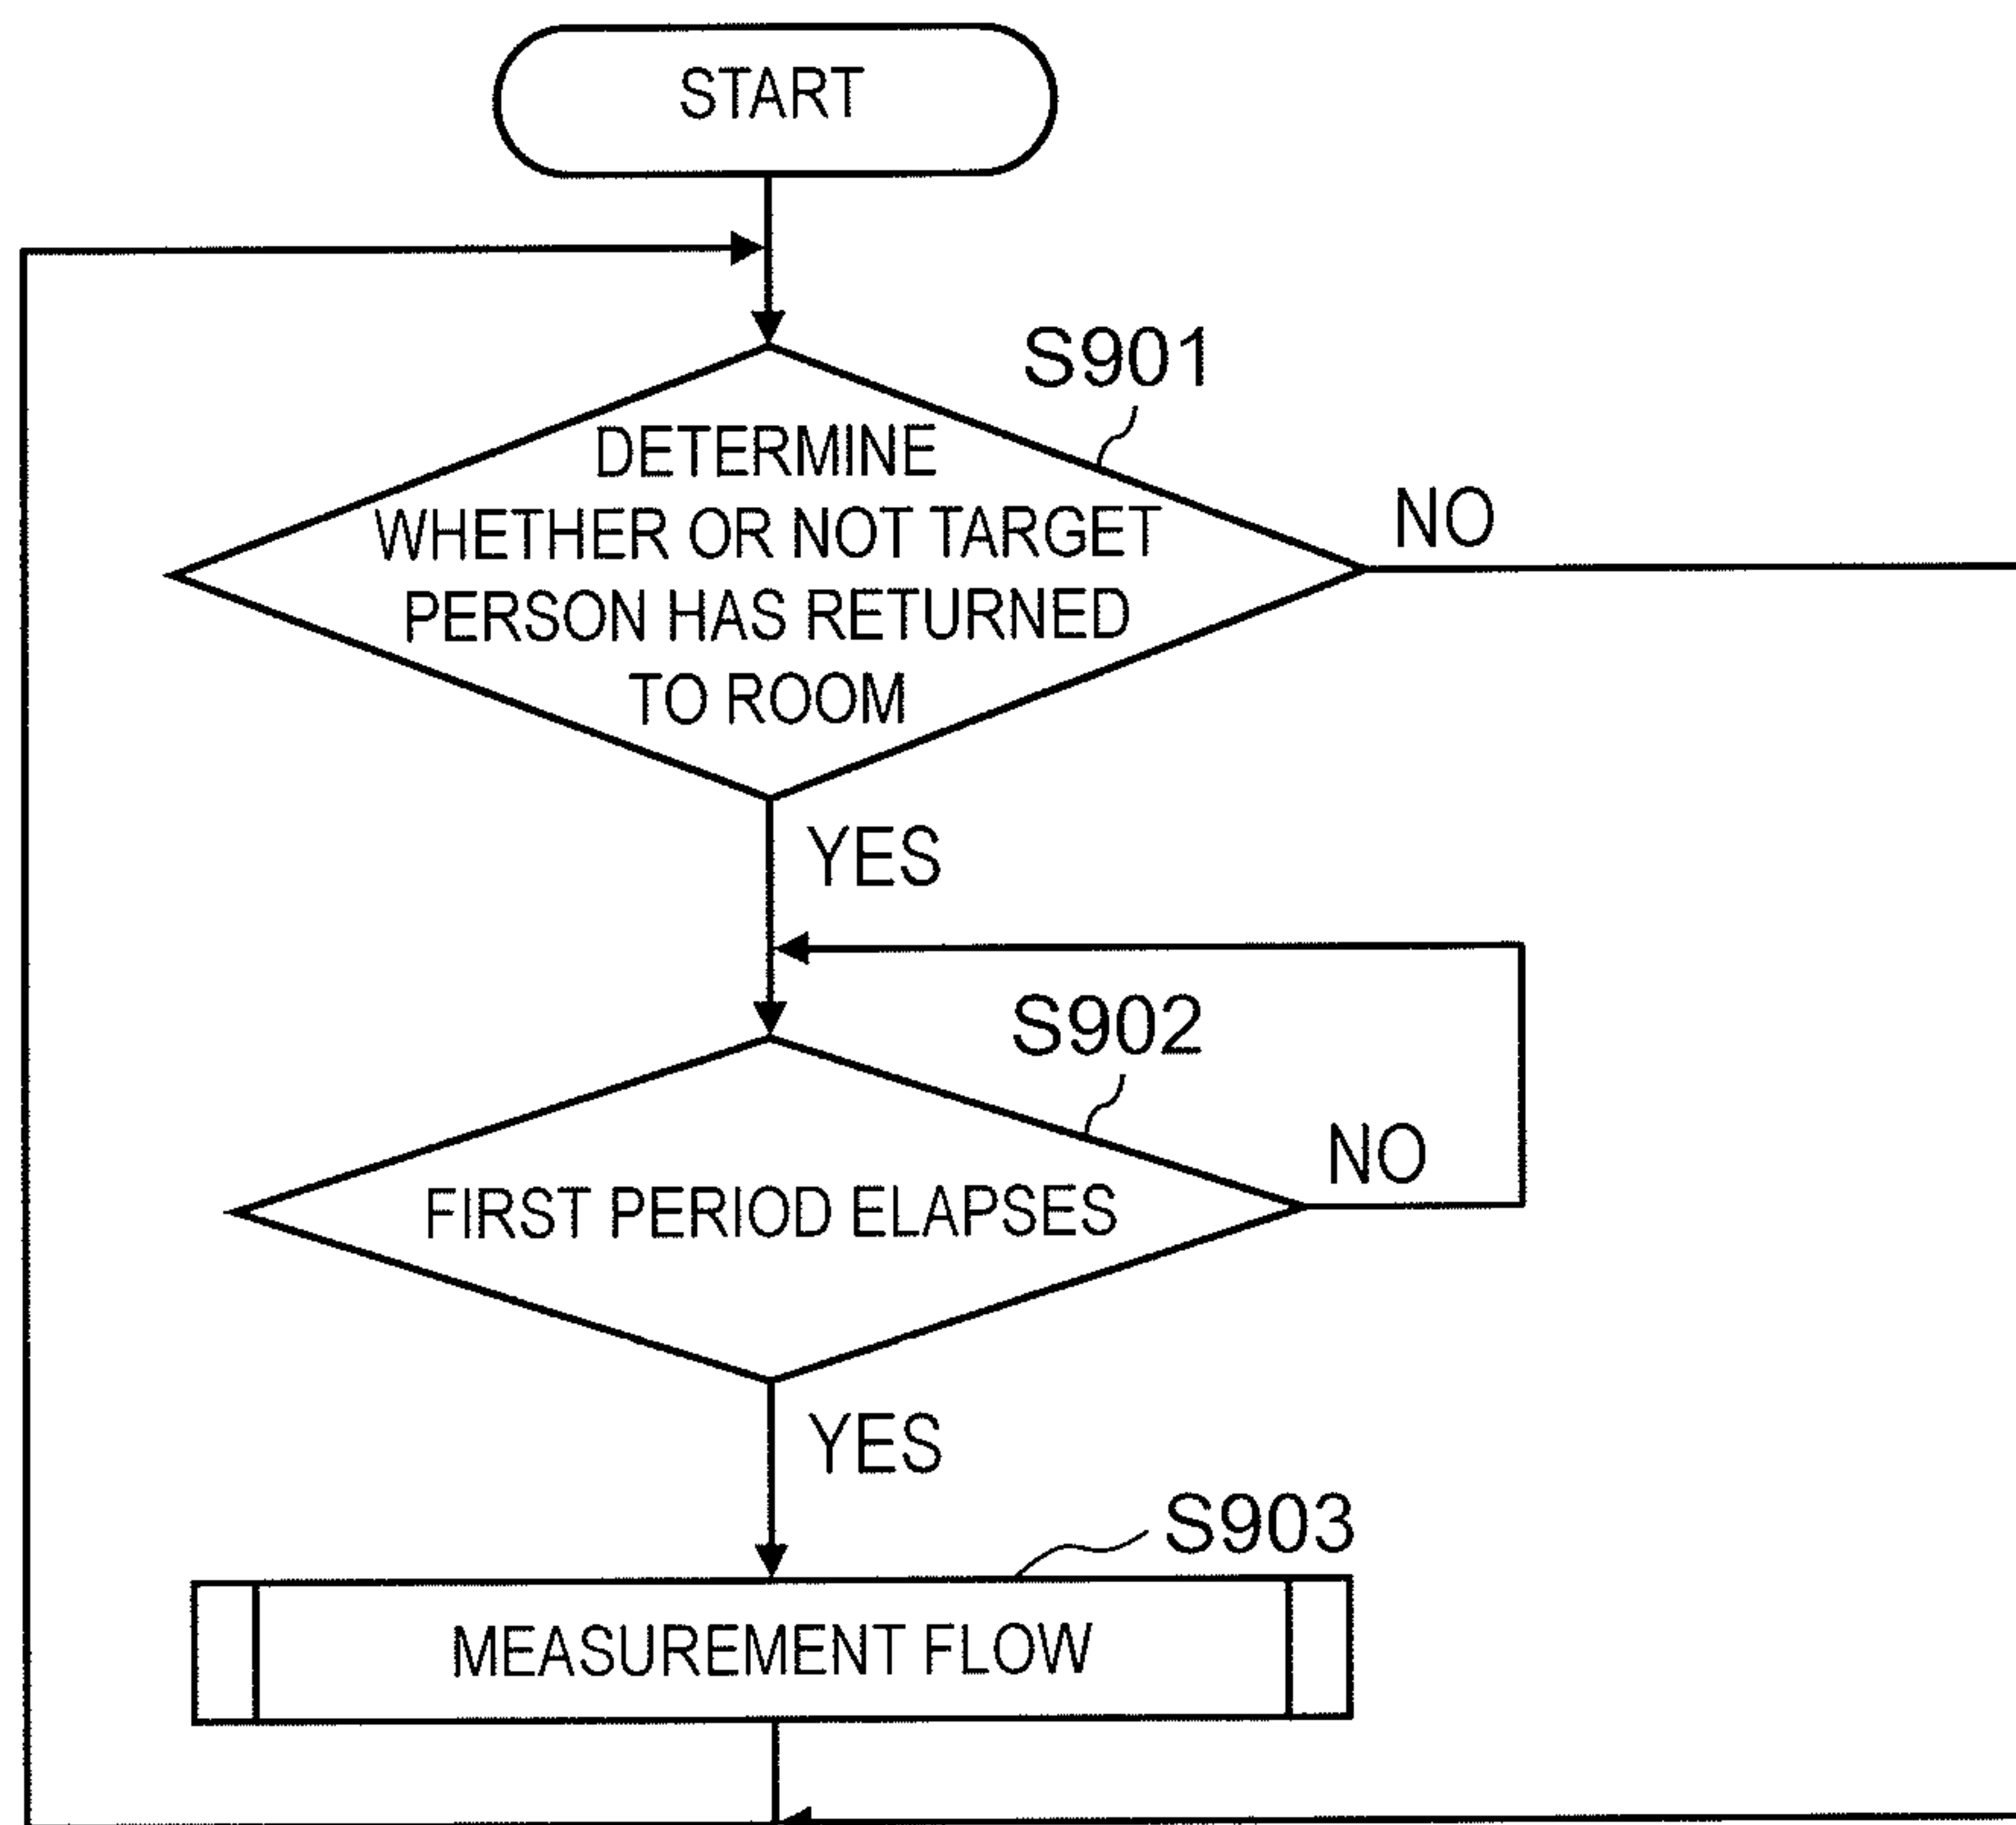 START
S901
DETERMINE
WHETHER OR NOT TARGET
PERSON HAS RETURNED
TO ROOM
NO
YES
S902
FIRST PERIOD ELAPSES
NO
YES
S903
MEASUREMENT FLOW